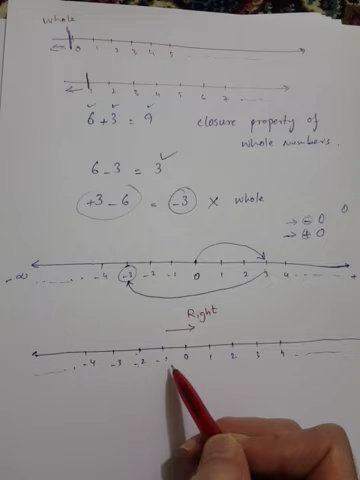 Whole
0 1 2 3 4 5
1 2 3 4 5 6 7
6 + 3 = 9 closure property of
whole numbers.
6 - 3 = 3
+3 - 6 = -3 × whole
0
→ - 0
→ + 0
-∞ -4 -3 -2 -1 0 1 2 3 4 +
Right
-4 -3 -2 -1 0 1 2 3 4